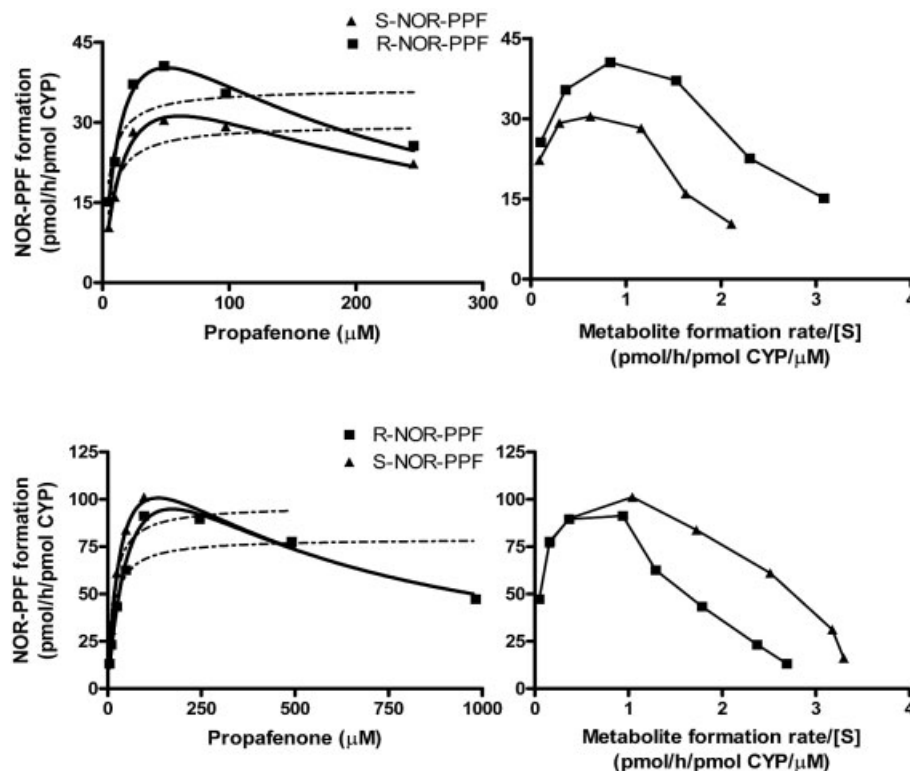 ▲ S-NOR-PPF
■ R-NOR-PPF
NOR-PPF formation
(pmol/h/pmol CYP)
60
45
30
15
0
0 100 200 300
Propafenone (μM)
60
45
30
15
0
0 1 2 3 4
Metabolite formation rate/[S]
(pmol/h/pmol CYP/μM)
■ R-NOR-PPF
▲ S-NOR-PPF
NOR-PPF formation
(pmol/h/pmol CYP)
125
100
75
50
25
0
0 250 500 750 1000
Propafenone (μM)
125
100
75
50
25
0
0 1 2 3 4
Metabolite formation rate/[S]
(pmol/h/pmol CYP/μM)